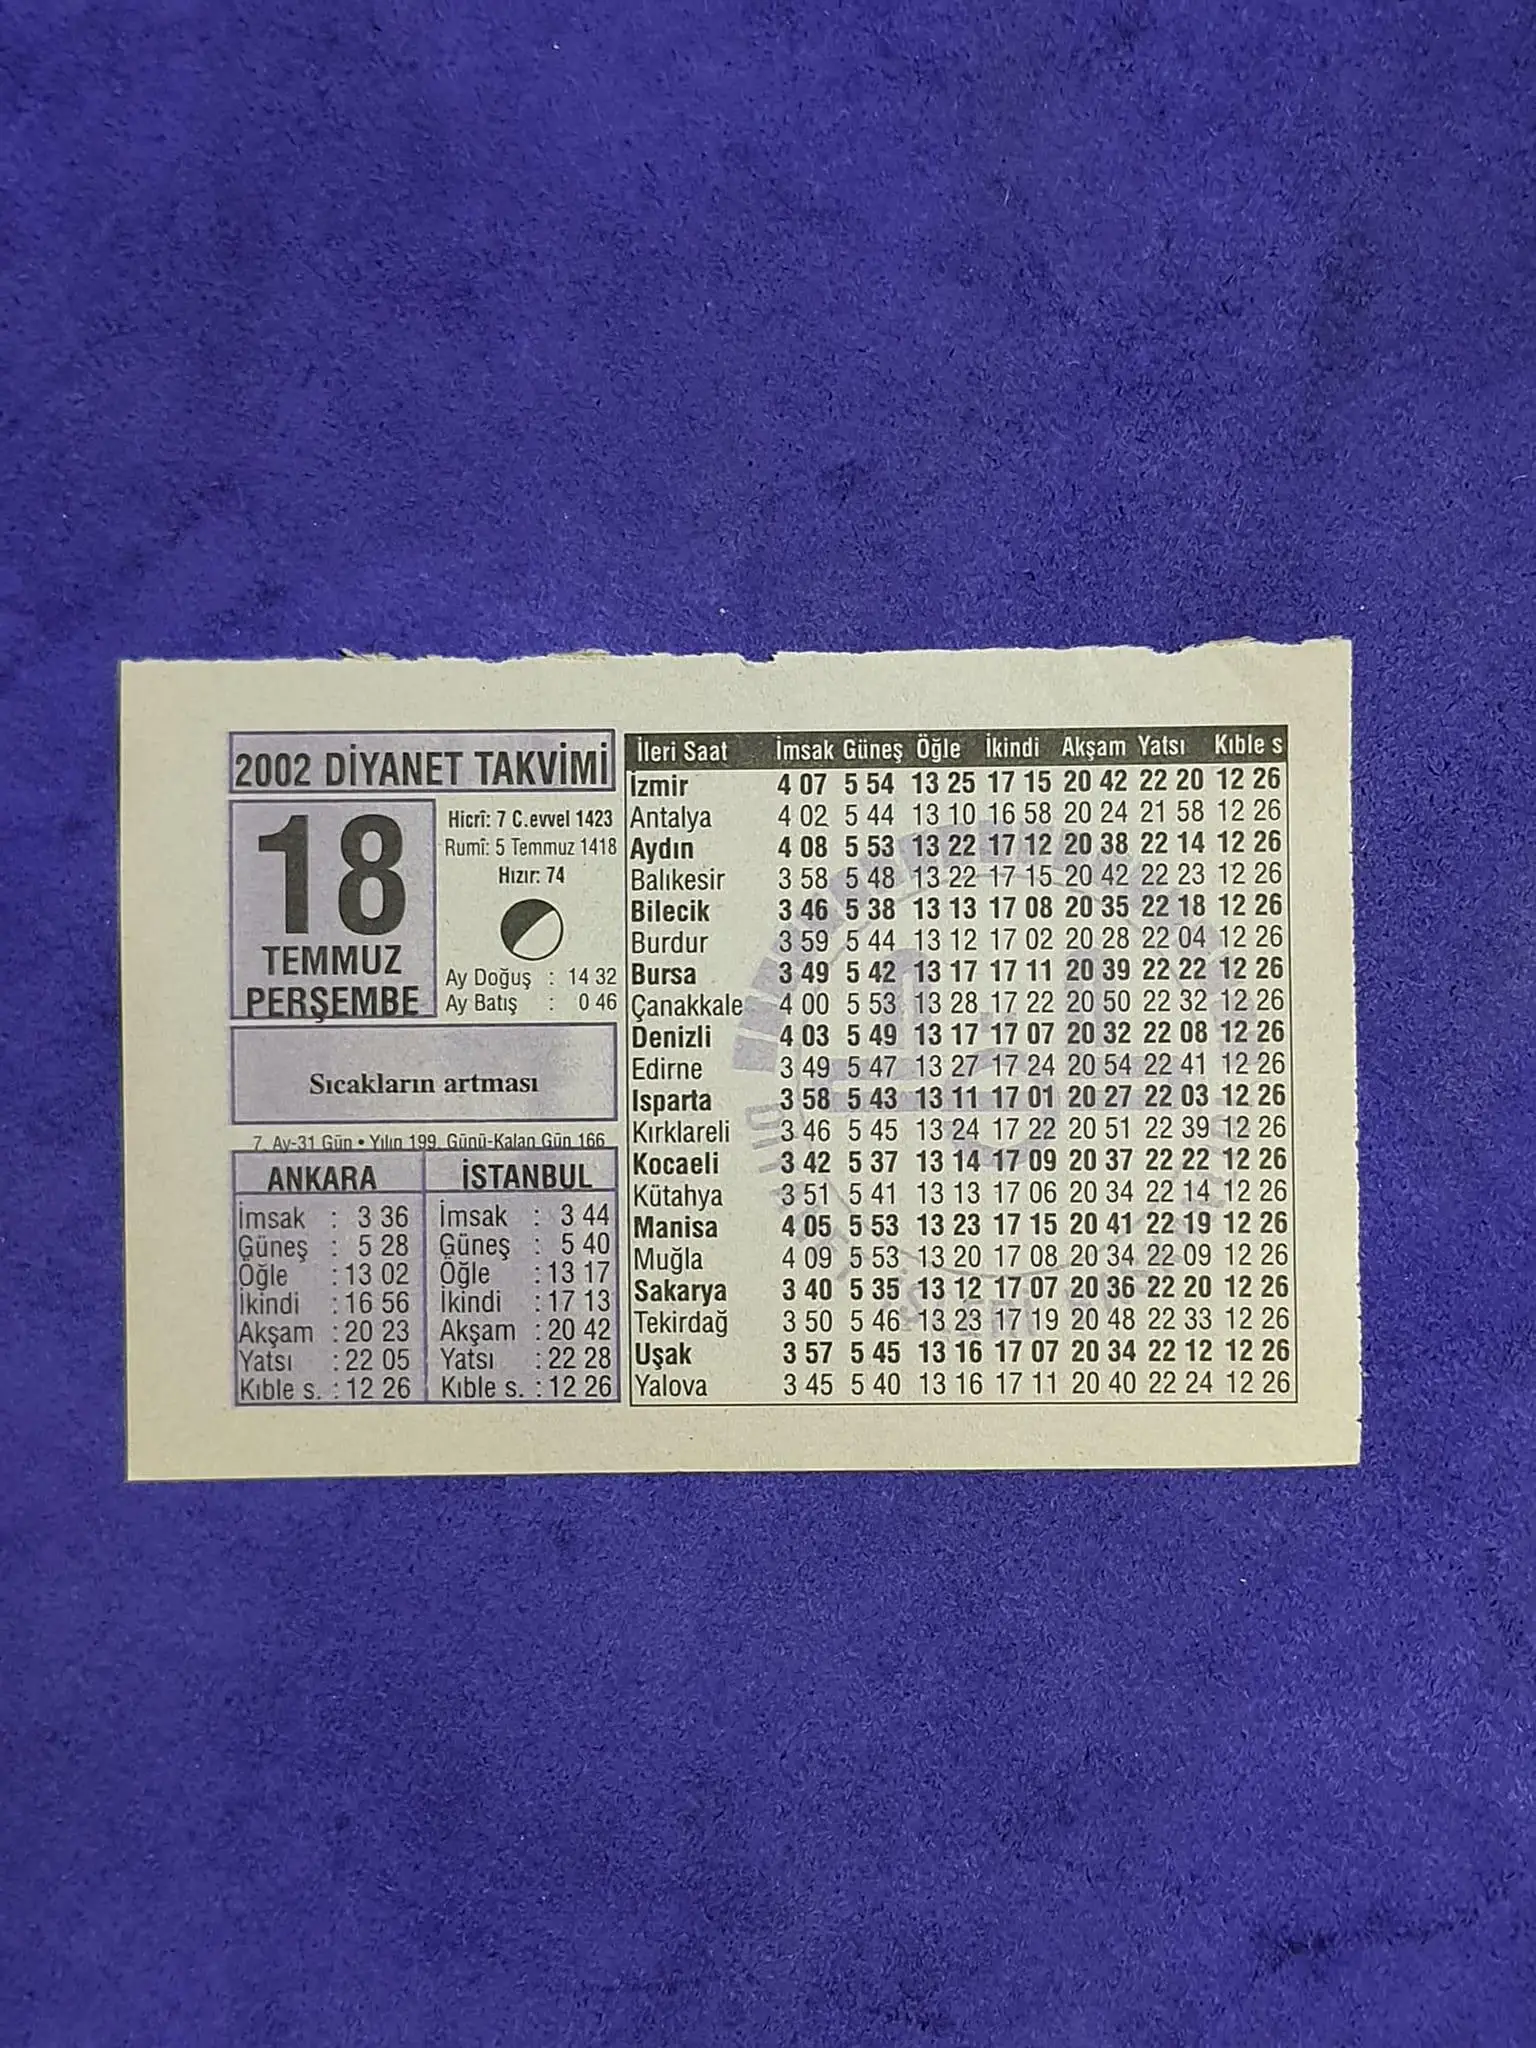 2002 DİYANET TAKVİMİ
18
TEMMUZ
PERŞEMBE
Hicrî: 7 C.evvel 1423
Rumî: 5 Temmuz 1418
Hızır: 74
Ay Doğuş : 14 32
Ay Batış : 0 46
Sıcakların artması
7. Ay-31 Gün • Yılın 199. Günü-Kalan Gün 166
ANKARA
İmsak : 3 36
Güneş : 5 28
Öğle : 13 02
İkindi : 16 56
Akşam : 20 23
Yatsı : 22 05
Kıble s. : 12 26
İSTANBUL
İmsak : 3 44
Güneş : 5 40
Öğle : 13 17
İkindi : 17 13
Akşam : 20 42
Yatsı : 22 28
Kıble s. : 12 26
İleri Saat İmsak Güneş Öğle İkindi Akşam Yatsı Kıble s
İzmir 4 07 5 54 13 25 17 15 20 42 22 20 12 26
Antalya 4 02 5 44 13 10 16 58 20 24 21 58 12 26
Aydın 4 08 5 53 13 22 17 12 20 38 22 14 12 26
Balıkesir 3 58 5 48 13 22 17 15 20 42 22 23 12 26
Bilecik 3 46 5 38 13 13 17 08 20 35 22 18 12 26
Burdur 3 59 5 44 13 12 17 02 20 28 22 04 12 26
Bursa 3 49 5 42 13 17 17 11 20 39 22 22 12 26
Çanakkale 4 00 5 53 13 28 17 22 20 50 22 32 12 26
Denizli 4 03 5 49 13 17 17 07 20 32 22 08 12 26
Edirne 3 49 5 47 13 27 17 24 20 54 22 41 12 26
Isparta 3 58 5 43 13 11 17 01 20 27 22 03 12 26
Kırklareli 3 46 5 45 13 24 17 22 20 51 22 39 12 26
Kocaeli 3 42 5 37 13 14 17 09 20 37 22 22 12 26
Kütahya 3 51 5 41 13 13 17 06 20 34 22 14 12 26
Manisa 4 05 5 53 13 23 17 15 20 41 22 19 12 26
Muğla 4 09 5 53 13 20 17 08 20 34 22 09 12 26
Sakarya 3 40 5 35 13 12 17 07 20 36 22 20 12 26
Tekirdağ 3 50 5 46 13 23 17 19 20 48 22 33 12 26
Uşak 3 57 5 45 13 16 17 07 20 34 22 12 12 26
Yalova 3 45 5 40 13 16 17 11 20 40 22 24 12 26